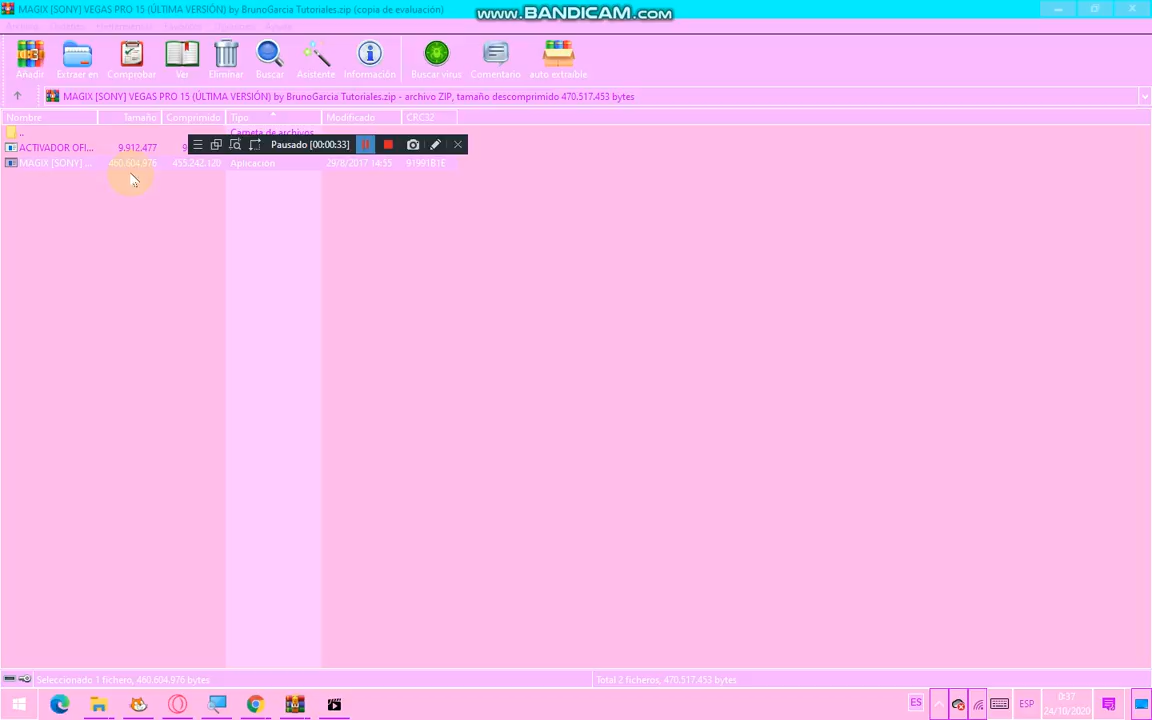 MAGIX [SONY] VEGAS PRO 15 (ÚLTIMA VERSIÓN) by BrunoGarcia Tutoriales.zip (copia de evaluación)
www.BANDICAM.com
Añadir Extraer en Comprobar Ver Eliminar Buscar Asistente Información Buscar virus Comentario auto extraíble
MAGIX [SONY] VEGAS PRO 15 (ÚLTIMA VERSIÓN) by BrunoGarcia Tutoriales.zip - archivo ZIP, tamaño descomprimido 470.517.453 bytes
Nombre Tamaño Comprimido Tipo Modificado CRC32
.. Carpeta de archivos
ACTIVADOR OFI... 9.912.477 9
Pausado [00:00:33]
MAGIX [SONY] ... 460.604.976 455.242.120 Aplicación 29/8/2017 14:55 91991B1E
Seleccionado 1 fichero, 460.604.976 bytes Total 2 ficheros, 470.517.453 bytes
ES ESP 0:37
24/10/2020